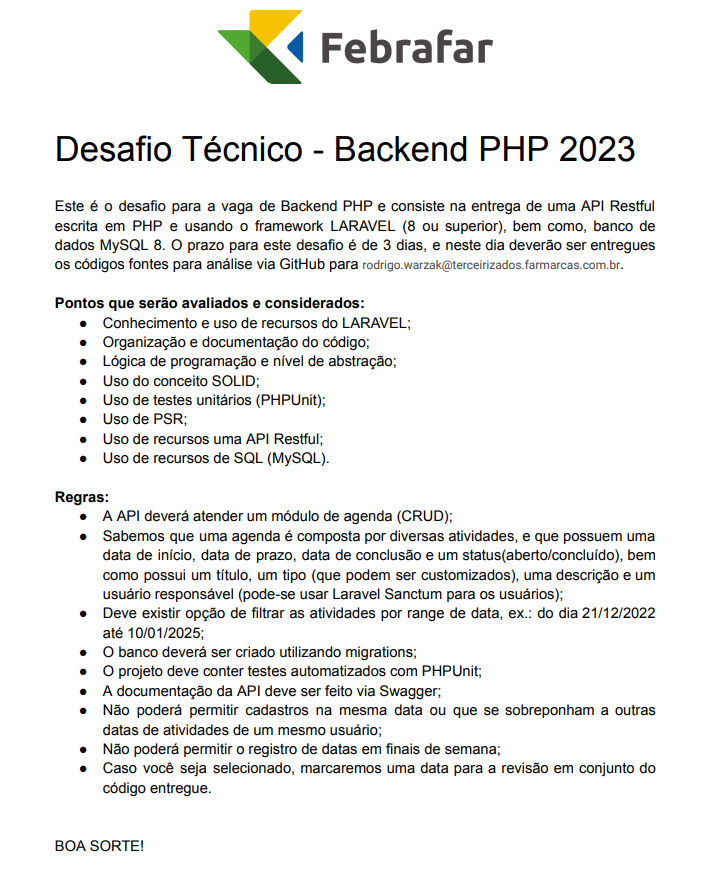 Febrafar
Desafio Técnico - Backend PHP 2023
Este é o desafio para a vaga de Backend PHP e consiste na entrega de uma API Restful
escrita em PHP e usando o framework LARAVEL (8 ou superior), bem como, banco de
dados MySQL 8. O prazo para este desafio é de 3 dias, e neste dia deverão ser entregues
os códigos fontes para análise via GitHub para rodrigo.warzak@terceirizados.farmarcas.com.br.
Pontos que serão avaliados e considerados:
● Conhecimento e uso de recursos do LARAVEL;
● Organização e documentação do código;
● Lógica de programação e nível de abstração;
● Uso do conceito SOLID;
● Uso de testes unitários (PHPUnit);
● Uso de PSR;
● Uso de recursos uma API Restful;
● Uso de recursos de SQL (MySQL).
Regras:
● A API deverá atender um módulo de agenda (CRUD);
● Sabemos que uma agenda é composta por diversas atividades, e que possuem uma
data de início, data de prazo, data de conclusão e um status(aberto/concluído), bem
como possui um título, um tipo (que podem ser customizados), uma descrição e um
usuário responsável (pode-se usar Laravel Sanctum para os usuários);
● Deve existir opção de filtrar as atividades por range de data, ex.: do dia 21/12/2022
até 10/01/2025;
● O banco deverá ser criado utilizando migrations;
● O projeto deve conter testes automatizados com PHPUnit;
● A documentação da API deve ser feito via Swagger;
● Não poderá permitir cadastros na mesma data ou que se sobreponham a outras
datas de atividades de um mesmo usuário;
● Não poderá permitir o registro de datas em finais de semana;
● Caso você seja selecionado, marcaremos uma data para a revisão em conjunto do
código entregue.
BOA SORTE!